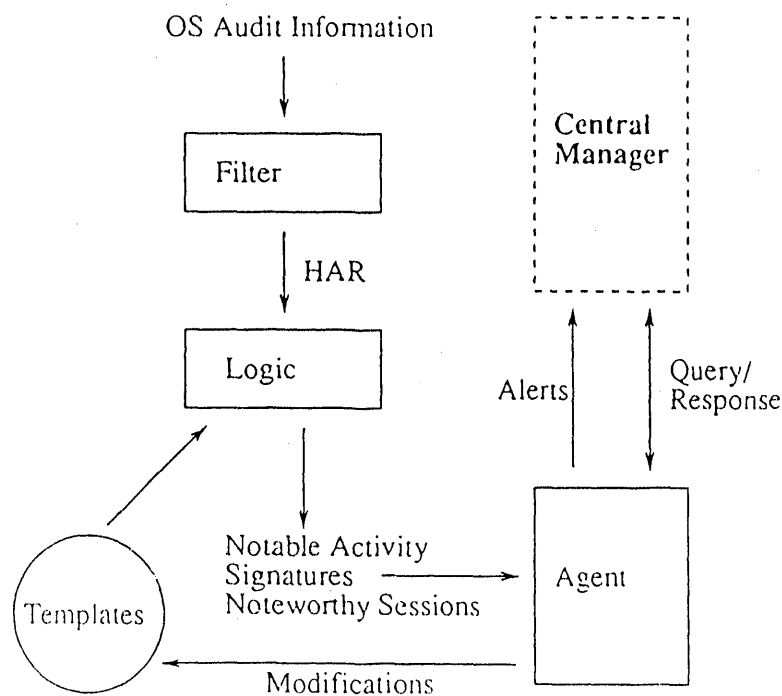 OS Audit Information
Central
Manager
Filter
HAR
Logic
Alerts
Query/
Response
Notable Activity
Signatures
Noteworthy Sessions
Agent
Templates
Modifications